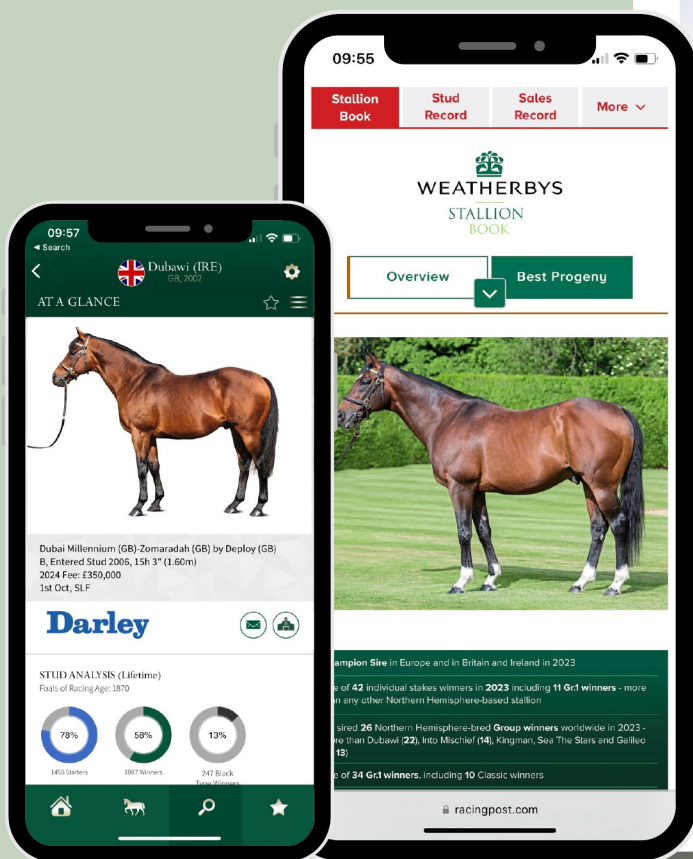 09:57
Search
Dubawi (IRE)
GB, 2002
AT A GLANCE
Dubai Millennium (GB)-Zomaradah (GB) by Deploy (GB)
B, Entered Stud 2006, 15h 3" (1.60m)
2024 Fee: £350,000
1st Oct, SLF
Darley
STUD ANALYSIS (Lifetime)
Foals of Racing Age: 1870
78%
58%
13%
1456 Starters
1087 Winners
247 Black
Type Winners
09:55
Stallion
Book
Stud
Record
Sales
Record
More
WEATHERBYS
STALLION
BOOK
Overview
Best Progeny
Sire in Europe and in Britain and Ireland in 2023
of 42 individual stakes winners in 2023 including 11 Gr.1 winners - more
any other Northern Hemisphere-based stallion
sired 26 Northern Hemisphere-bred Group winners worldwide in 2023 -
than Dubawi (22), Into Mischief (14), Kingman, Sea The Stars and Galileo
13)
of 34 Gr.1 winners, including 10 Classic winners
racingpost.com